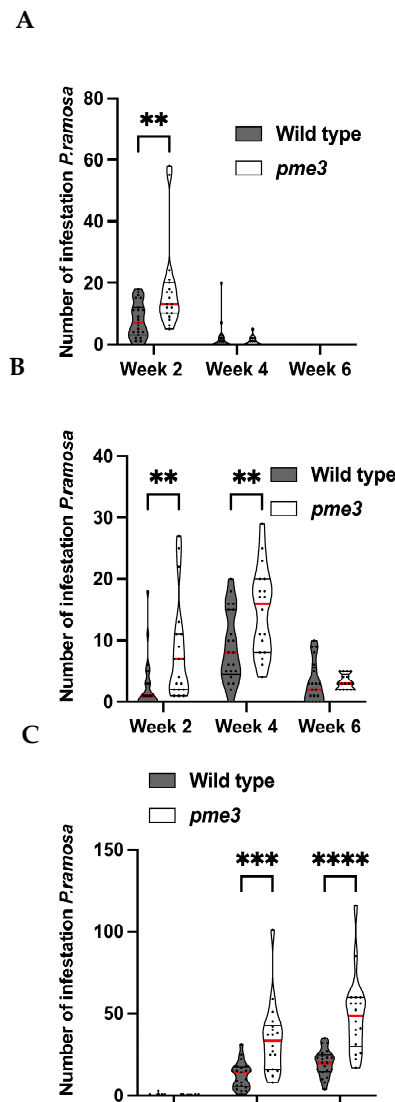 A
Number of infestation P.ramosa
80
60
40
20
0
**
Wild type
pme3
Week 2 Week 4 Week 6
B
Number of infestation P.ramosa
40
30
20
10
0
** **
Wild type
pme3
Week 2 Week 4 Week 6
C
Wild type
pme3
Number of infestation P.ramosa
150
100
50
0
*** ****